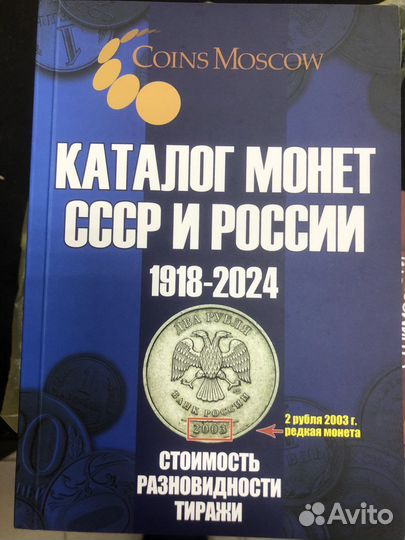 COINS MOSCOW
КАТАЛОГ МОНЕТ
СССР И РОССИИ
1918-2024
ДВА РУБЛЯ
БАНК РОССИИ
2003
2 рубля 2003 г.
редкая монета
СТОИМОСТЬ
РАЗНОВИДНОСТИ
ТИРАЖИ
Avito